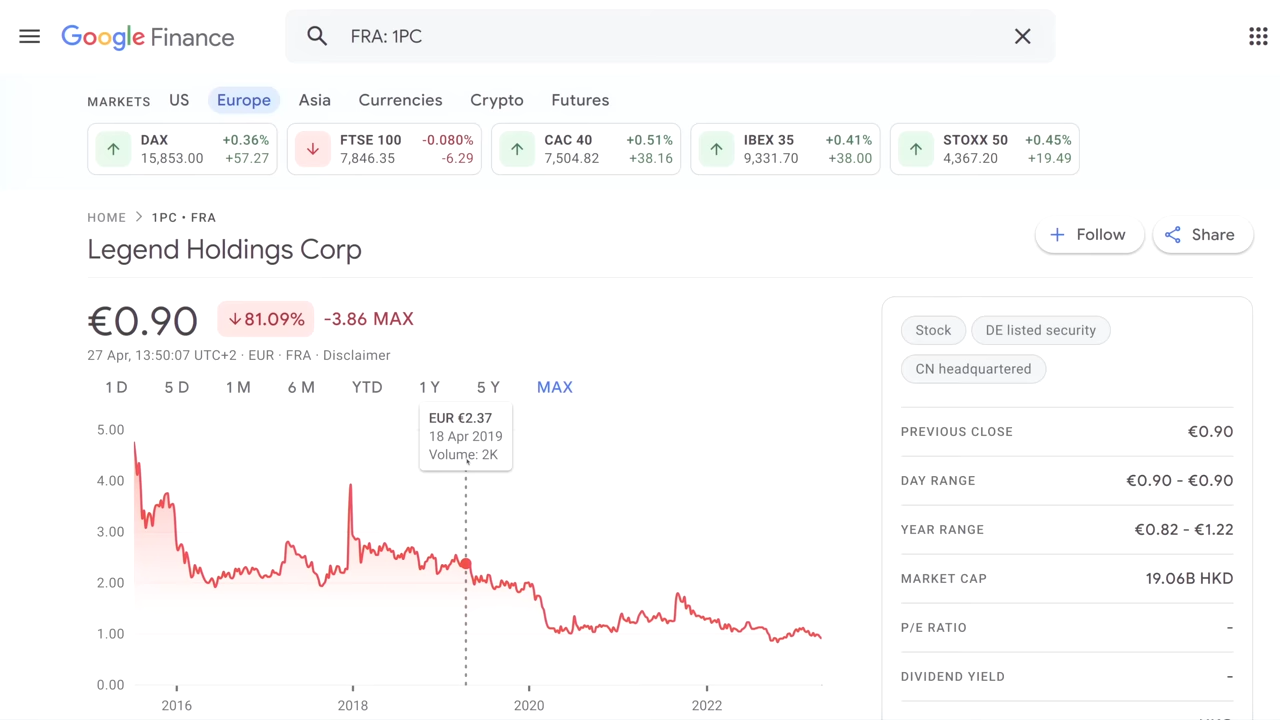 Google Finance
FRA: 1PC
MARKETS US Europe Asia Currencies Crypto Futures
DAX +0.36%
15,853.00 +57.27
FTSE 100 -0.080%
7,846.35 -6.29
CAC 40 +0.51%
7,504.82 +38.16
IBEX 35 +0.41%
9,331.70 +38.00
STOXX 50 +0.45%
4,367.20 +19.49
HOME > 1PC • FRA
Legend Holdings Corp
Follow
Share
€0.90 ↓81.09% -3.86 MAX
27 Apr, 13:50:07 UTC+2 · EUR · FRA · Disclaimer
1 D 5 D 1 M 6 M YTD 1 Y 5 Y MAX
EUR €2.37
18 Apr 2019
Volume: 2K
5.00
4.00
3.00
2.00
1.00
0.00
2016 2018 2020 2022
Stock DE listed security
CN headquartered
PREVIOUS CLOSE €0.90
DAY RANGE €0.90 - €0.90
YEAR RANGE €0.82 - €1.22
MARKET CAP 19.06B HKD
P/E RATIO -
DIVIDEND YIELD -